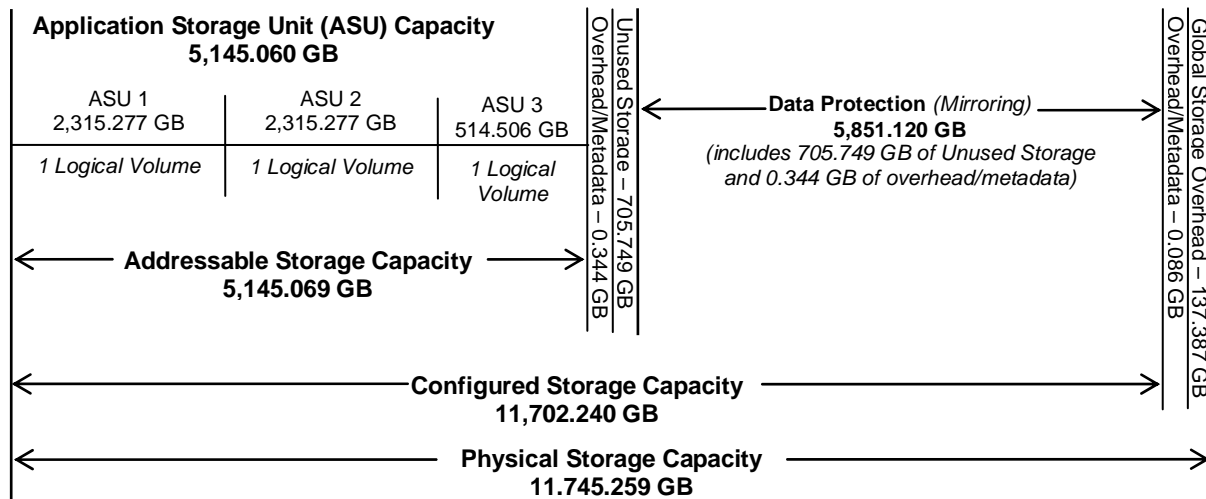 Application Storage Unit (ASU) Capacity
5,145.060 GB
ASU 1
2,315.277 GB
ASU 2
2,315.277 GB
ASU 3
514.506 GB
1 Logical Volume
1 Logical Volume
1 Logical
Volume
Overhead/Metadata – 0.344 GB
Unused Storage – 705.749 GB
Data Protection (Mirroring)
5,851.120 GB
(includes 705.749 GB of Unused Storage
and 0.344 GB of overhead/metadata)
Overhead/Metadata – 0.086 GB
Global Storage Overhead – 137.387 GB
Addressable Storage Capacity
5,145.069 GB
Configured Storage Capacity
11,702.240 GB
Physical Storage Capacity
11.745.259 GB